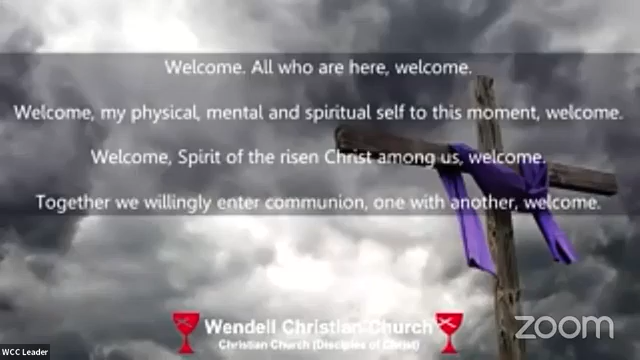 Welcome. All who are here, welcome.
Welcome, my physical, mental and spiritual self to this moment, welcome.
Welcome, Spirit of the risen Christ among us, welcome.
Together we willingly enter communion, one with another, welcome.
Wendell Christian Church
Christian Church (Disciples of Christ)
zoom
WCC Leader